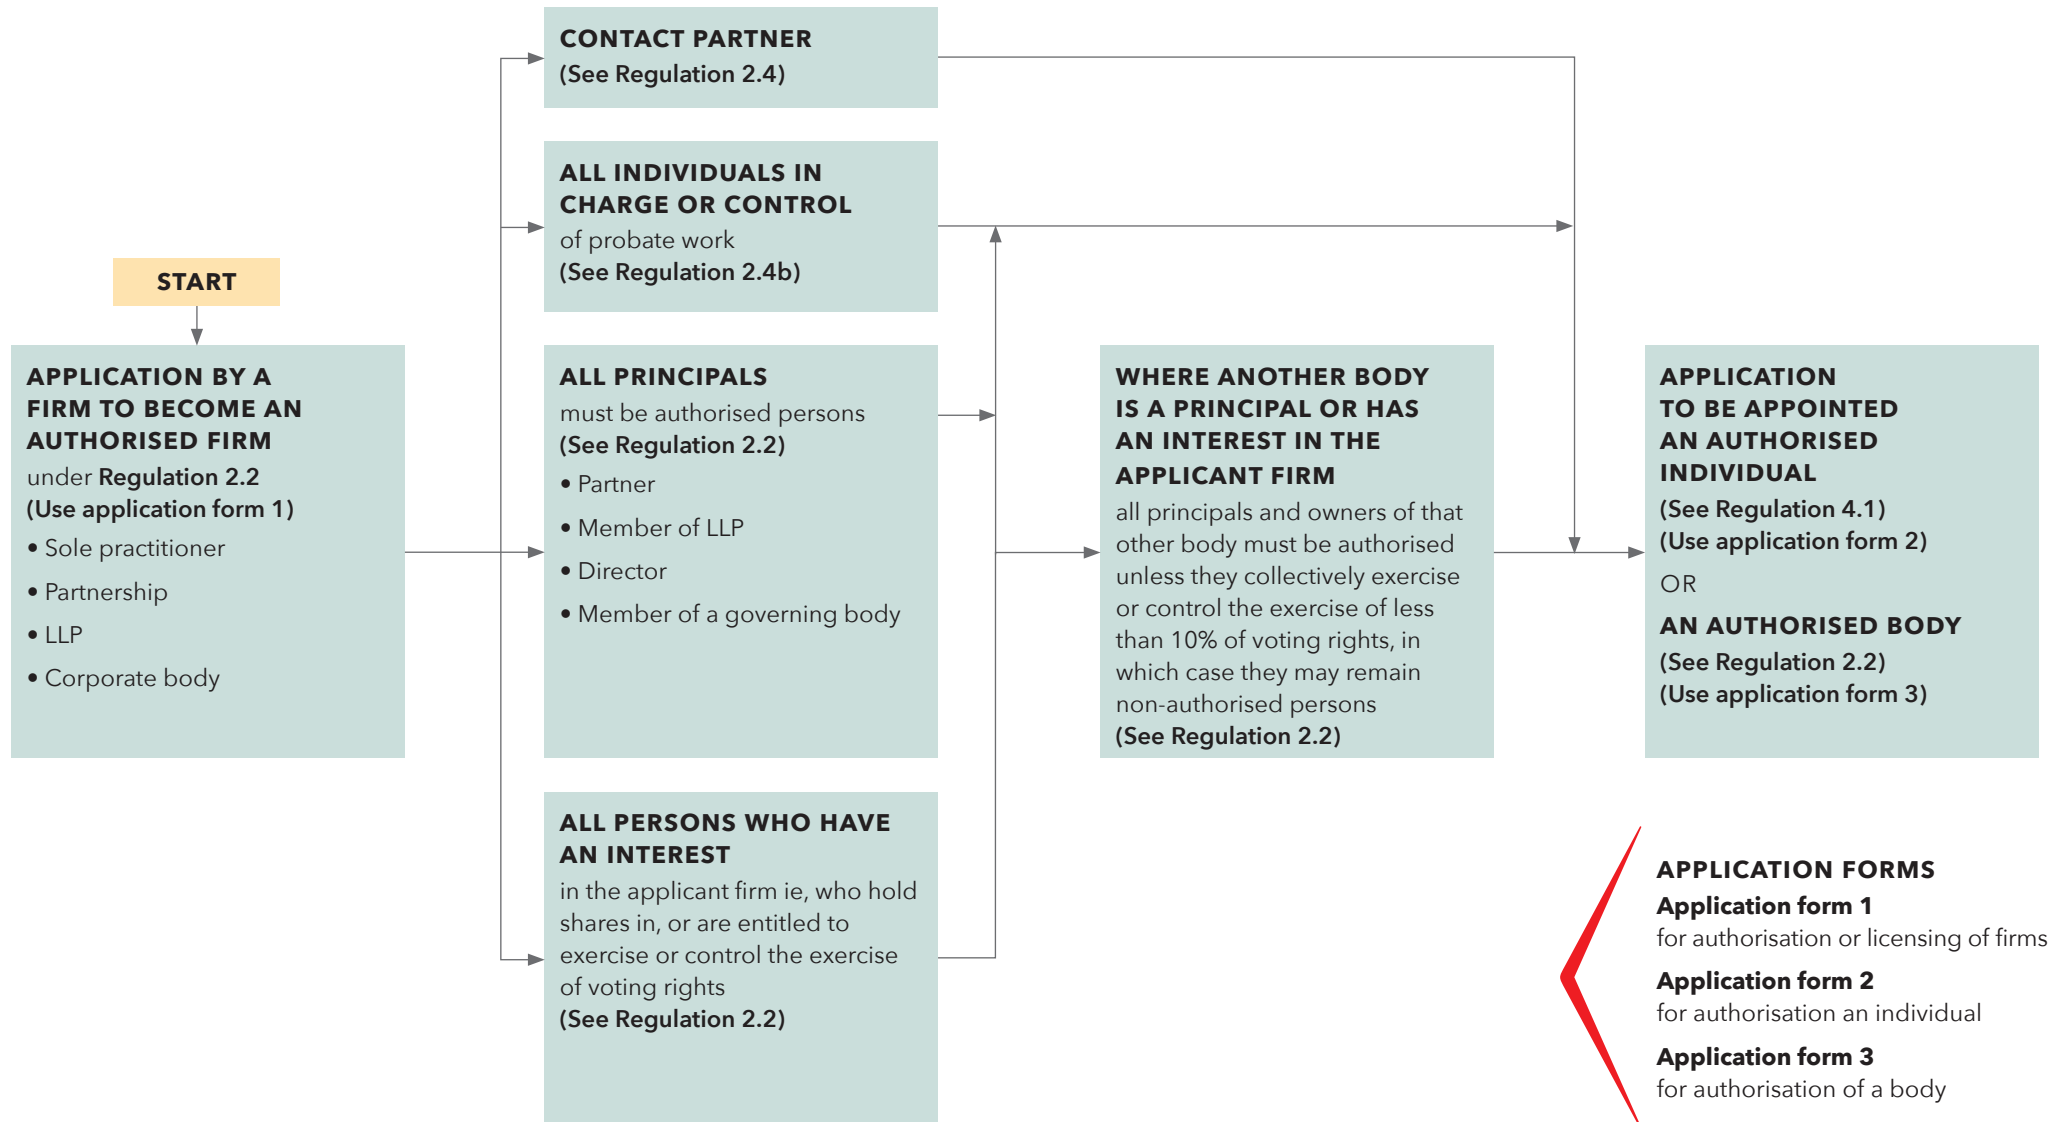 START
APPLICATION BY A
FIRM TO BECOME AN
AUTHORISED FIRM
under Regulation 2.2
(Use application form 1)
• Sole practitioner
• Partnership
• LLP
• Corporate body
CONTACT PARTNER
(See Regulation 2.4)
ALL INDIVIDUALS IN
CHARGE OR CONTROL
of probate work
(See Regulation 2.4b)
ALL PRINCIPALS
must be authorised persons
(See Regulation 2.2)
• Partner
• Member of LLP
• Director
• Member of a governing body
ALL PERSONS WHO HAVE
AN INTEREST
in the applicant firm ie, who hold
shares in, or are entitled to
exercise or control the exercise
of voting rights
(See Regulation 2.2)
WHERE ANOTHER BODY
IS A PRINCIPAL OR HAS
AN INTEREST IN THE
APPLICANT FIRM
all principals and owners of that
other body must be authorised
unless they collectively exercise
or control the exercise of less
than 10% of voting rights, in
which case they may remain
non-authorised persons
(See Regulation 2.2)
APPLICATION
TO BE APPOINTED
AN AUTHORISED
INDIVIDUAL
(See Regulation 4.1)
(Use application form 2)
OR
AN AUTHORISED BODY
(See Regulation 2.2)
(Use application form 3)
APPLICATION FORMS
Application form 1
for authorisation or licensing of firms
Application form 2
for authorisation an individual
Application form 3
for authorisation of a body